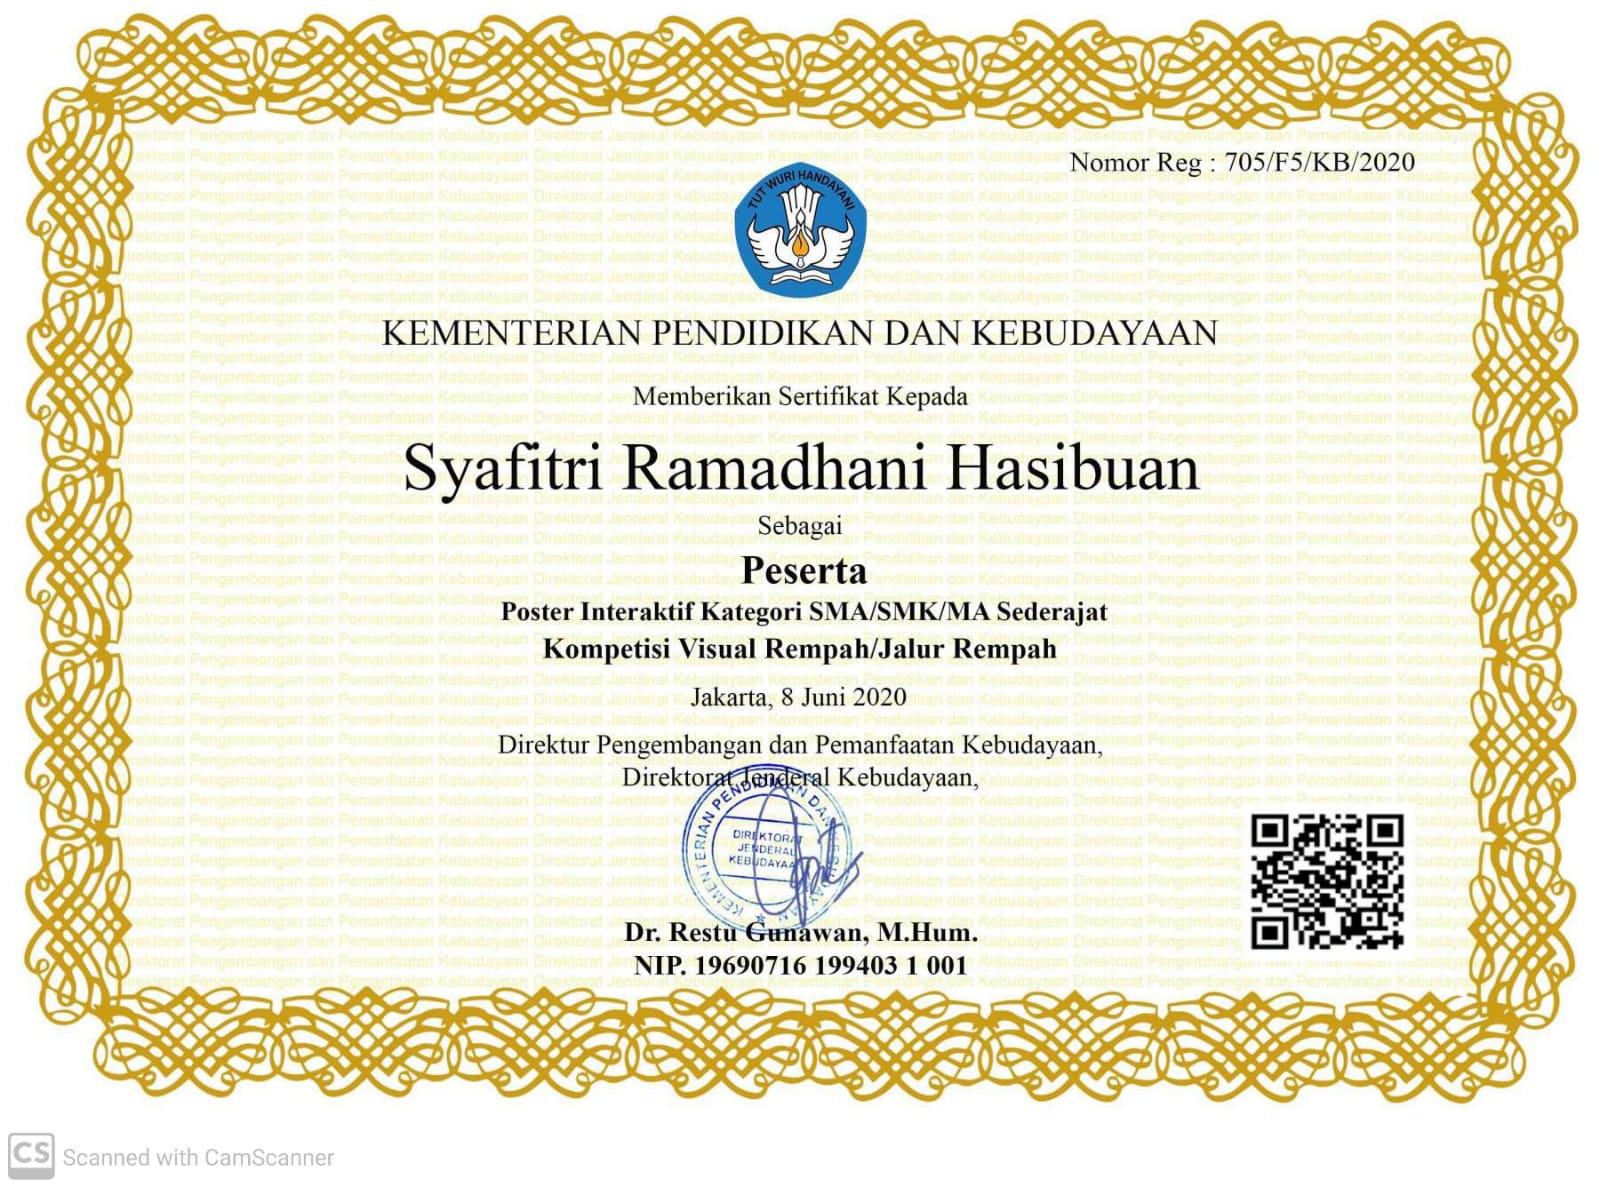 Nomor Reg : 705/F5/KB/2020
TUT WURI HANDAYANI
KEMENTERIAN PENDIDIKAN DAN KEBUDAYAAN
Memberikan Sertifikat Kepada
Syafitri Ramadhani Hasibuan
Sebagai
Peserta
Poster Interaktif Kategori SMA/SMK/MA Sederajat
Kompetisi Visual Rempah/Jalur Rempah
Jakarta, 8 Juni 2020
Direktur Pengembangan dan Pemanfaatan Kebudayaan,
Direktorat Jenderal Kebudayaan,
KEMENTERIAN PENDIDIKAN DAN KEBUDAYAAN
DIREKTORAT
JENDERAL
KEBUDAYAAN
Dr. Restu Gunawan, M.Hum.
NIP. 19690716 199403 1 001
CS Scanned with CamScanner